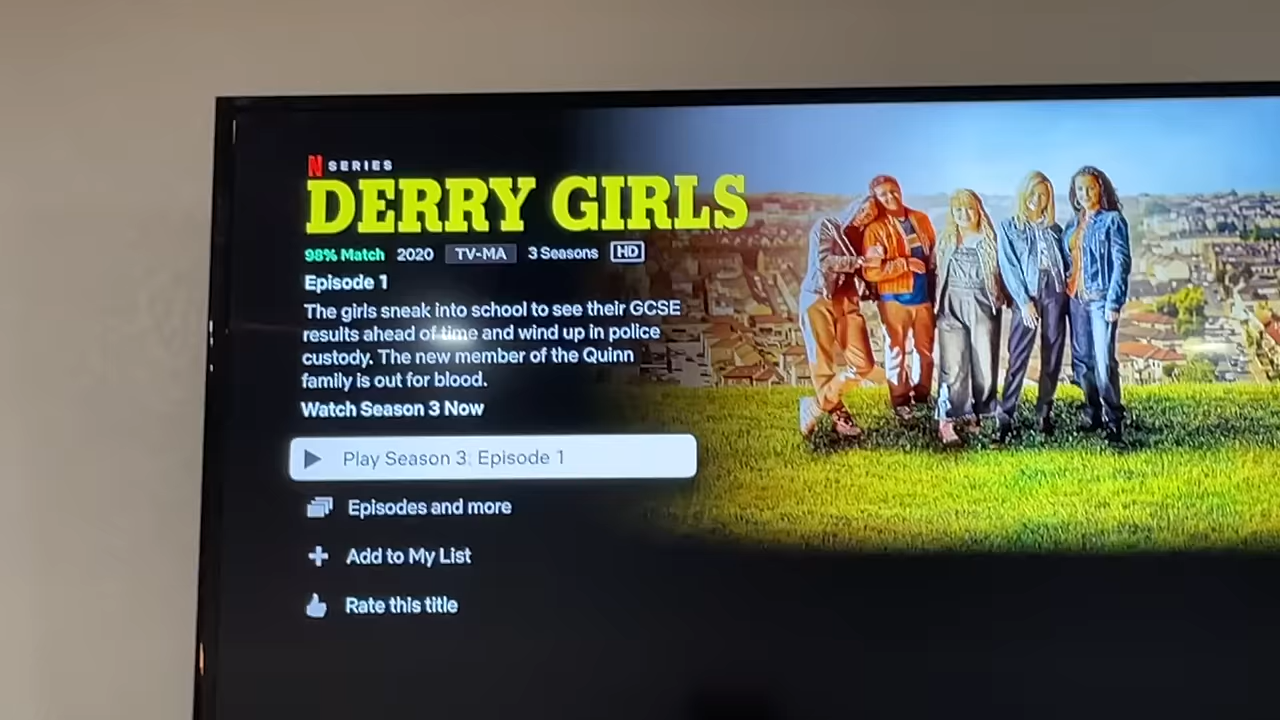 N SERIES
DERRY GIRLS
98% Match 2020 TV-MA 3 Seasons HD
Episode 1
The girls sneak into school to see their GCSE
results ahead of time and wind up in police
custody. The new member of the Quinn
family is out for blood.
Watch Season 3 Now
Play Season 3: Episode 1
Episodes and more
Add to My List
Rate this title